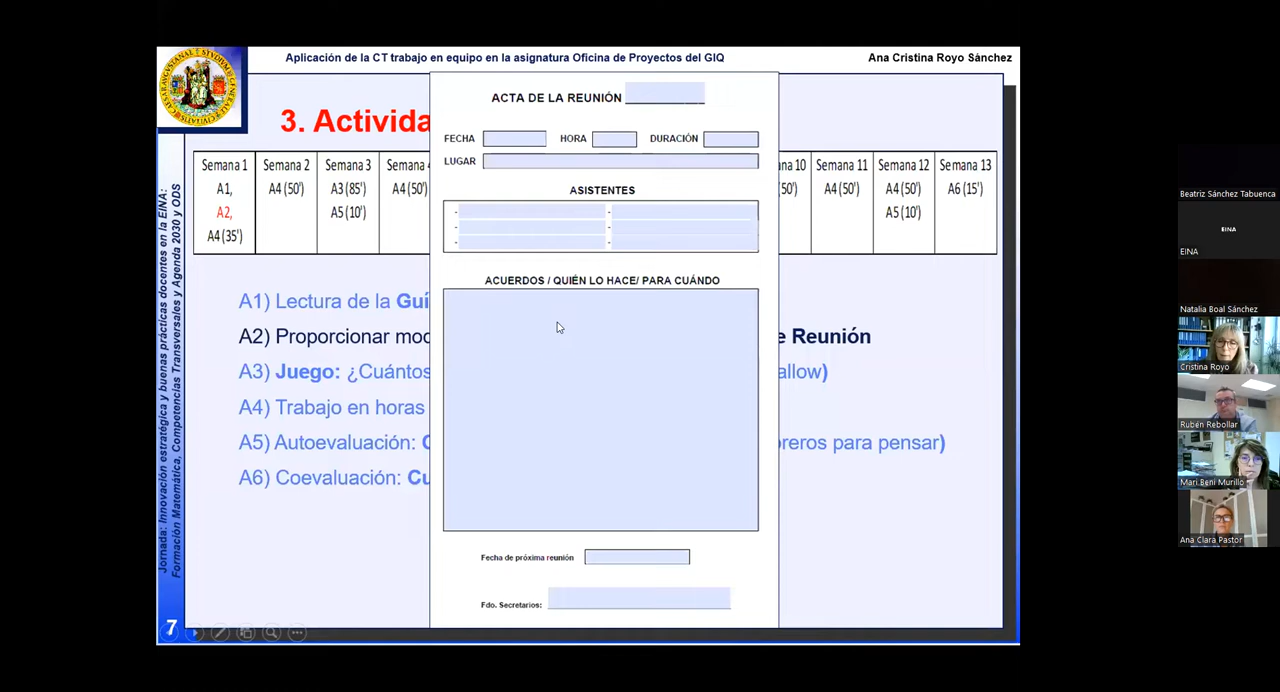 Aplicación de la CT trabajo en equipo en la asignatura Oficina de Proyectos del GIQ
Ana Cristina Royo Sánchez
3. Activida
ACTA DE LA REUNIÓN
FECHA HORA DURACIÓN
LUGAR
ASISTENTES
- -
- -
- -
ACUERDOS / QUIÉN LO HACE/ PARA CUÁNDO
Fecha de próxima reunión
Fdo. Secretarios:
Semana 1
A1,
A2,
A4 (35')
Semana 2
A4 (50')
Semana 3
A3 (85')
A5 (10')
Semana 4
A4 (50')
10
50')
Semana 11
A4 (50')
Semana 12
A4 (50')
A5 (10')
Semana 13
A6 (15')
A1) Lectura de la Guí
A2) Proporcionar mod e Reunión
A3) Juego: ¿Cuántos allow)
A4) Trabajo en horas
A5) Autoevaluación: C breros para pensar)
A6) Coevaluación: Cu
Jornada: Innovación estratégica y buenas prácticas docentes en la EINA:
Formación Matemática, Competencias Transversales y Agenda 2030 y ODS
7
Beatriz Sánchez Tabuenca
EINA
EINA
Natalia Boal Sánchez
Cristina Royo
Rubén Rebollar
Mari.Beni Murillo
Ana Clara Pastor